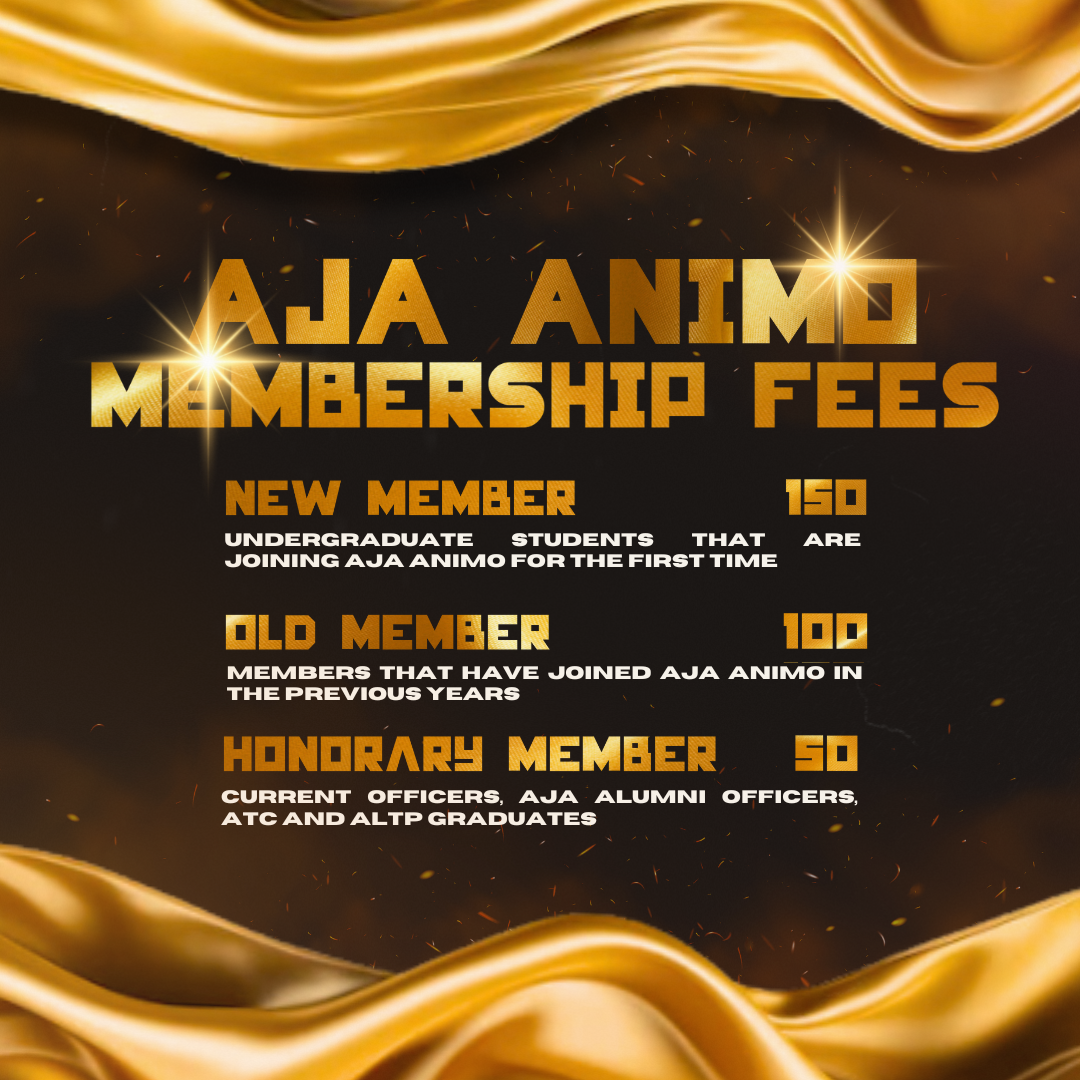 AJA ANIMO
MEMBERSHIP FEES
NEW MEMBER 150
UNDERGRADUATE STUDENTS THAT ARE
JOINING AJA ANIMO FOR THE FIRST TIME
OLD MEMBER 100
MEMBERS THAT HAVE JOINED AJA ANIMO IN
THE PREVIOUS YEARS
HONORARY MEMBER 50
CURRENT OFFICERS, AJA ALUMNI OFFICERS,
ATC AND ALTP GRADUATES